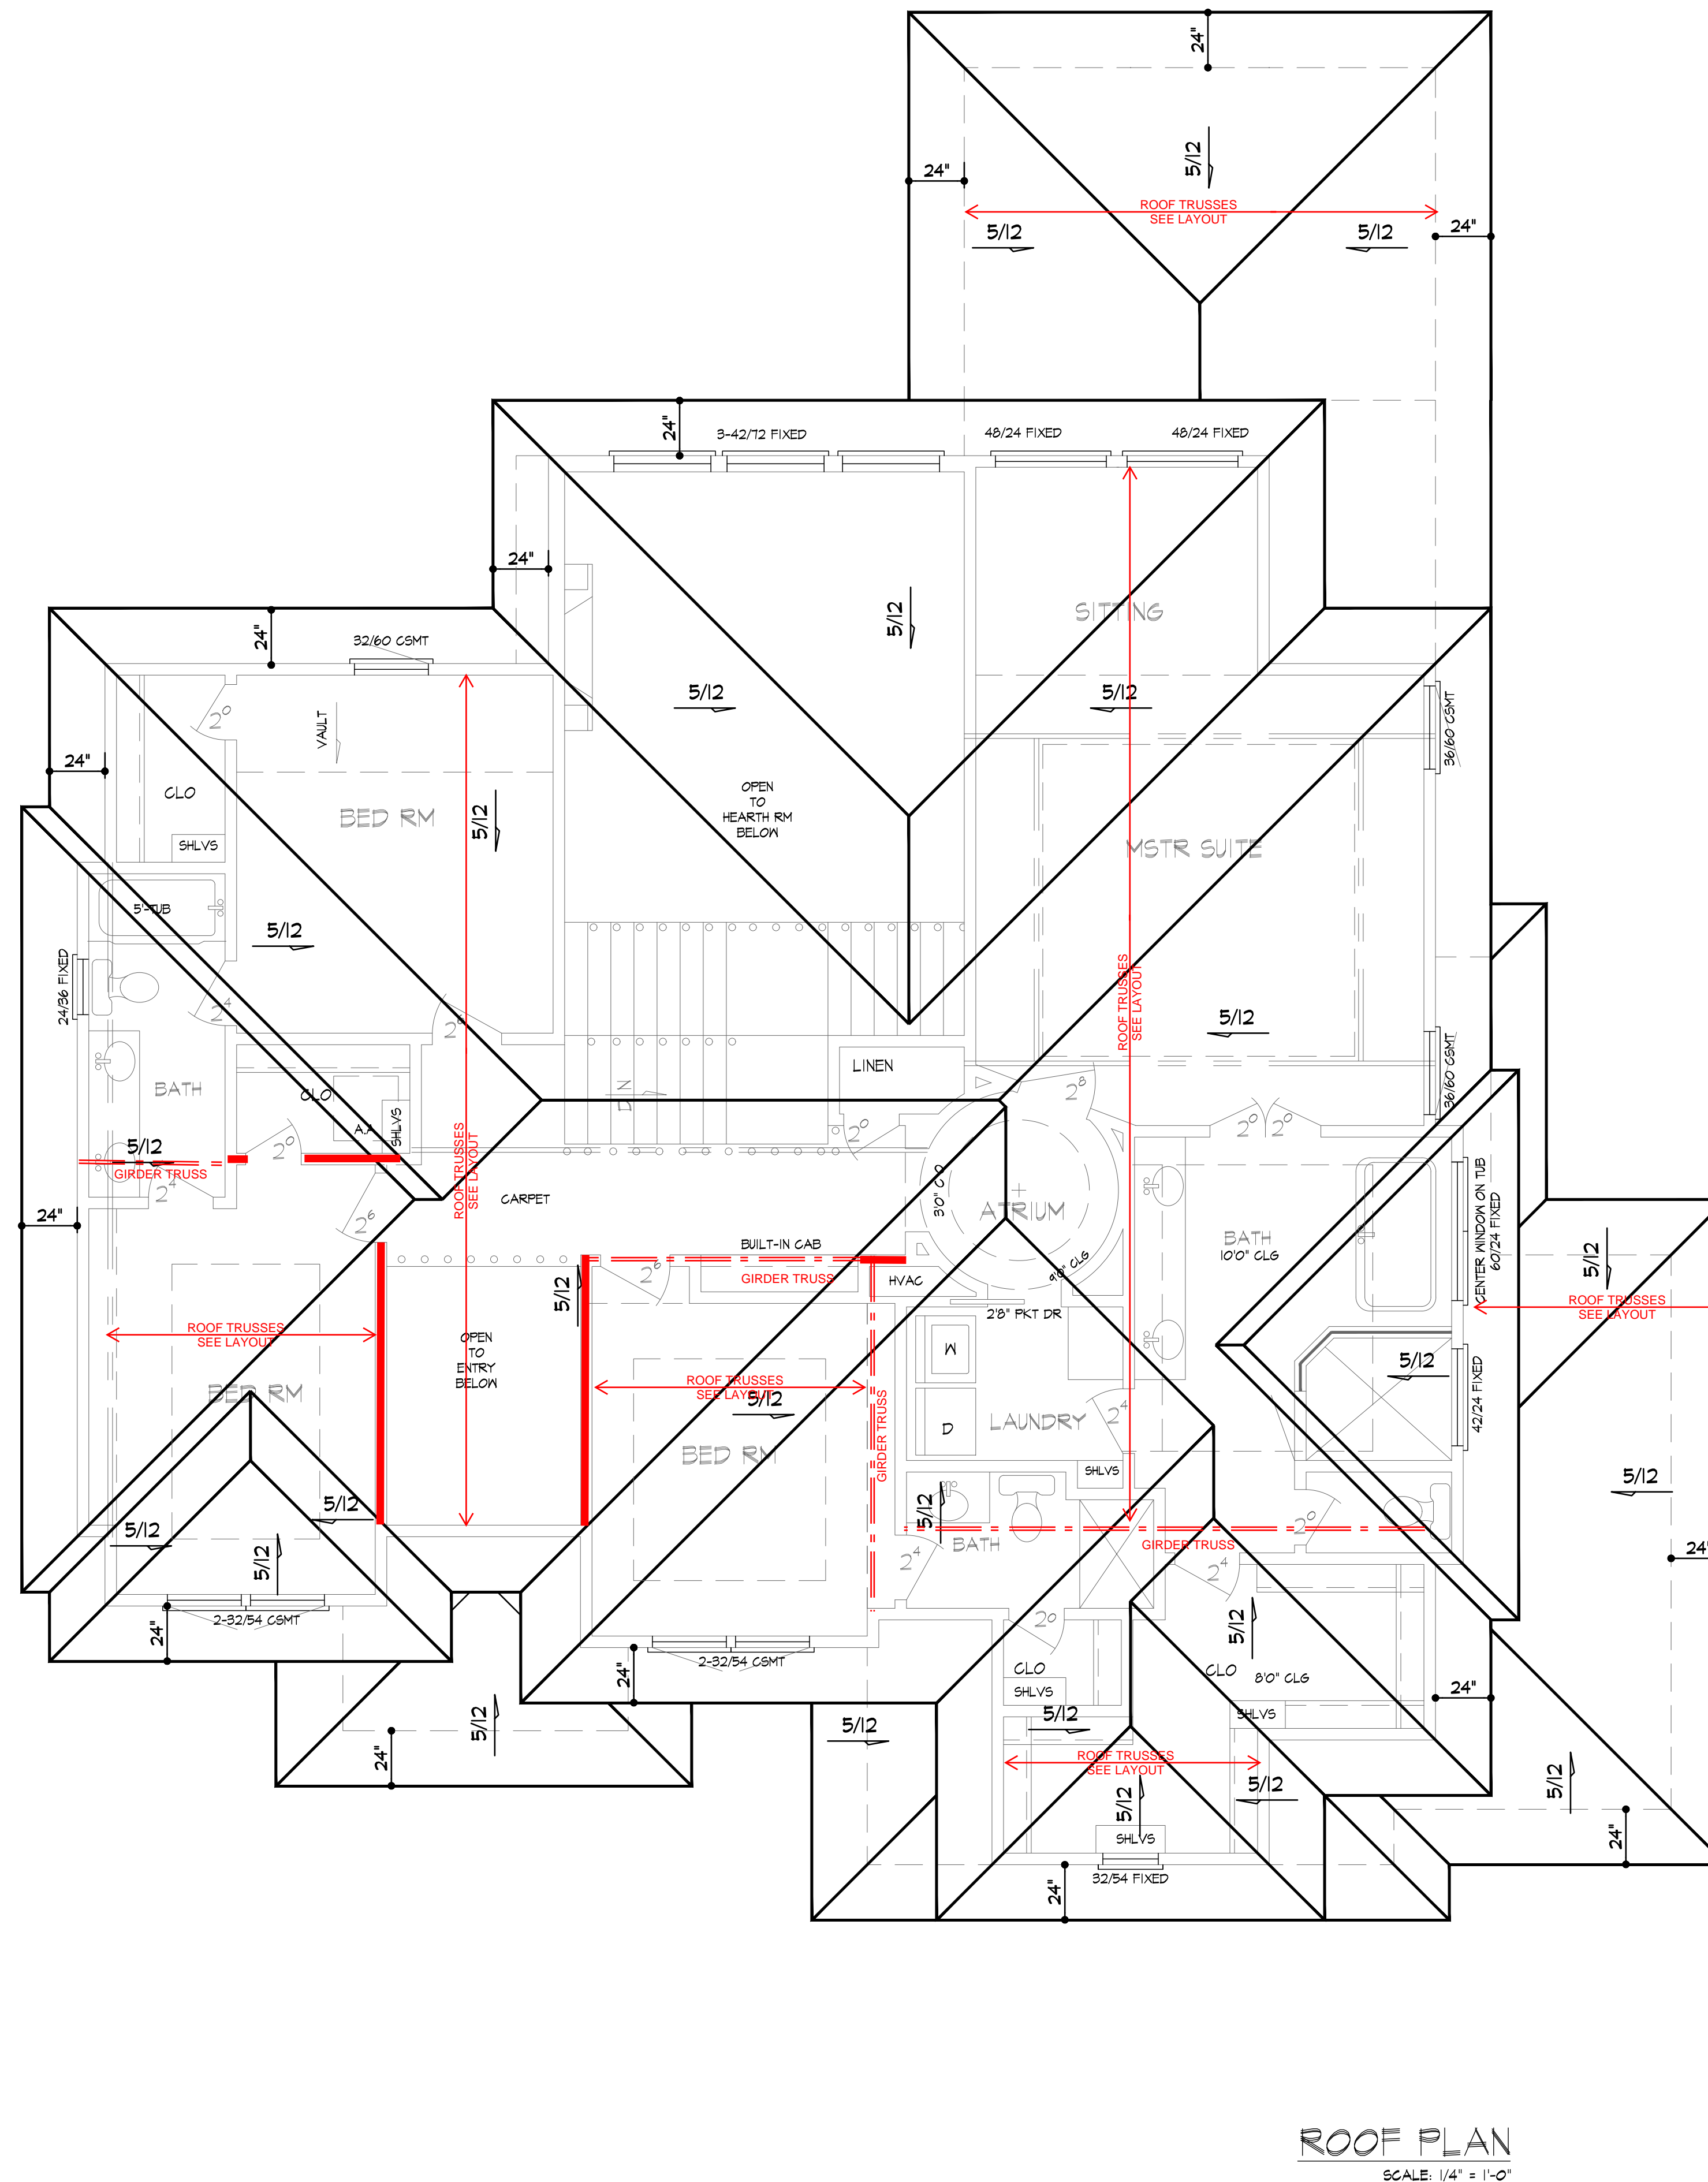 24"
5/12
24"
ROOF TRUSSES
SEE LAYOUT
5/12
5/12
24"
24"
3-42/72 FIXED
48/24 FIXED
48/24 FIXED
24"
5/12
SITTING
24"
32/60 CSMT
5/12
5/12
36/60 CSMT
VAULT
2⁰
24"
CLO
BED RM
5/12
OPEN
TO
HEARTH RM
BELOW
SHLVS
MSTR SUITE
5'-TUB
5/12
24/36 FIXED
2⁴
2⁸
ROOF TRUSSES
SEE LAYOUT
5/12
36/60 CSMT
BATH
CLO
A.A
SHLVS
DN
LINEN
2⁸
2⁰
2⁰
2⁰
2⁰
5/12
GIRDER TRUSS
2⁴
ROOF TRUSSES
SEE LAYOUT
CARPET
3'0" C.O
ATRIUM
CENTER WINDOW ON TUB
60/24 FIXED
24"
2⁶
BUILT-IN CAB
GIRDER TRUSS
2⁶
HVAC
9'0" CLG
BATH
10'0" CLG
5/12
5/12
2'8" PKT DR
ROOF TRUSSES
SEE LAYOUT
ROOF TRUSSES
SEE LAYOUT
OPEN
TO
ENTRY
BELOW
W
BED RM
ROOF TRUSSES
SEE LAYOUT
5/12
5/12
42/24 FIXED
GIRDER TRUSS
D
LAUNDRY
2⁴
BED RM
SHLVS
5/12
5/12
5/12
5/12
5/12
BATH
2⁴
GIRDER TRUSS
2⁰
2⁴
24"
2-32/54 CSMT
24"
2⁰
5/12
2-32/54 CSMT
24"
CLO
SHLVS
CLO
8'0" CLG
24"
5/12
SHLVS
5/12
5/12
24"
ROOF TRUSSES
SEE LAYOUT
5/12
5/12
5/12
SHLVS
24"
32/54 FIXED
24"
ROOF PLAN
SCALE: 1/4" = 1'-0"